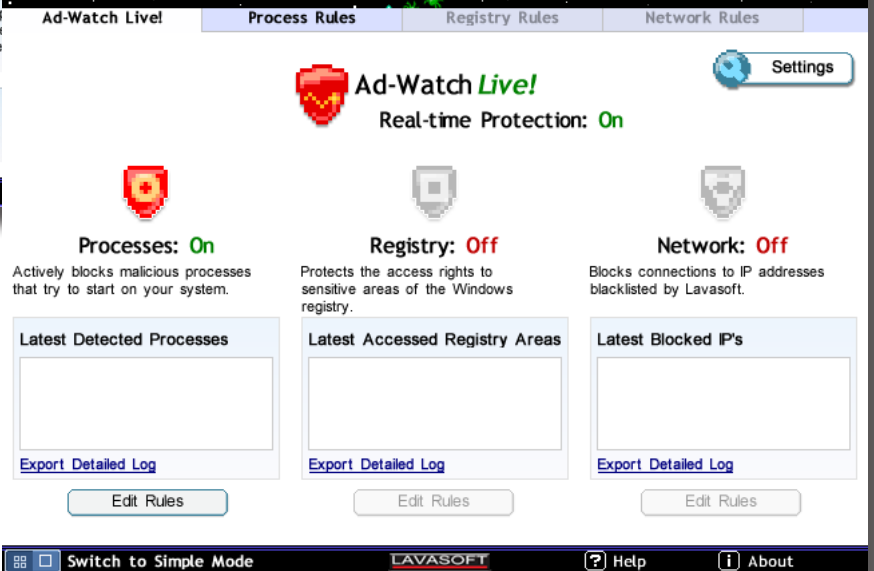 Ad-Watch Live!
Process Rules
Registry Rules
Network Rules
Settings
Ad-Watch Live!
Real-time Protection: On
Processes: On
Actively blocks malicious processes
that try to start on your system.
Registry: Off
Protects the access rights to
sensitive areas of the Windows
registry.
Network: Off
Blocks connections to IP addresses
blacklisted by Lavasoft.
Latest Detected Processes
Export Detailed Log
Edit Rules
Latest Accessed Registry Areas
Export Detailed Log
Edit Rules
Latest Blocked IP's
Export Detailed Log
Edit Rules
Switch to Simple Mode
LAVASOFT
? Help
i About